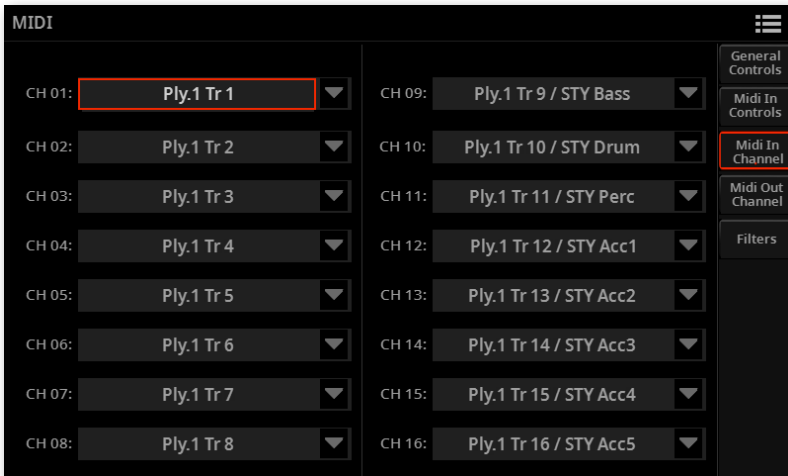 MIDI
CH 01: Ply.1 Tr 1
CH 02: Ply.1 Tr 2
CH 03: Ply.1 Tr 3
CH 04: Ply.1 Tr 4
CH 05: Ply.1 Tr 5
CH 06: Ply.1 Tr 6
CH 07: Ply.1 Tr 7
CH 08: Ply.1 Tr 8
CH 09: Ply.1 Tr 9 / STY Bass
CH 10: Ply.1 Tr 10 / STY Drum
CH 11: Ply.1 Tr 11 / STY Perc
CH 12: Ply.1 Tr 12 / STY Acc1
CH 13: Ply.1 Tr 13 / STY Acc2
CH 14: Ply.1 Tr 14 / STY Acc3
CH 15: Ply.1 Tr 15 / STY Acc4
CH 16: Ply.1 Tr 16 / STY Acc5
General
Controls
Midi In
Controls
Midi In
Channel
Midi Out
Channel
Filters